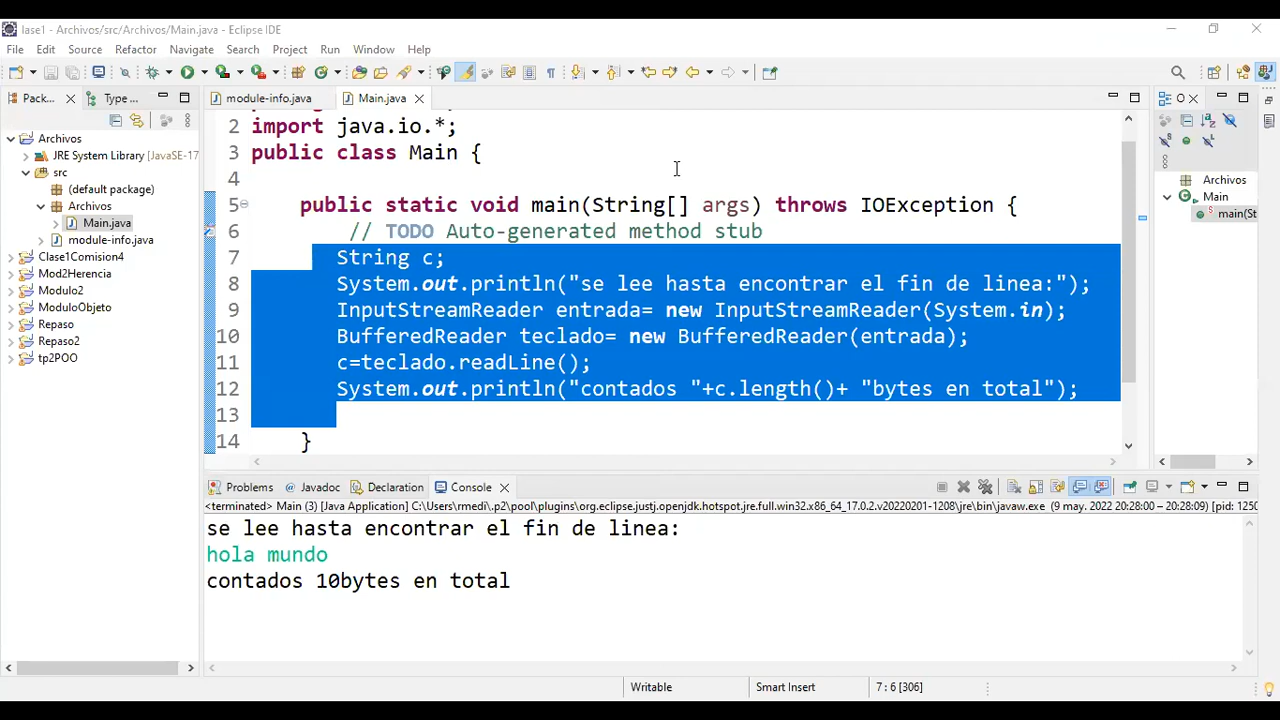 lase1 - Archivos/src/Archivos/Main.java - Eclipse IDE
File Edit Source Refactor Navigate Search Project Run Window Help
Pack... Type ... module-info.java Main.java O
2 import java.io.*;
3 public class Main {
4
5 public static void main(String[] args) throws IOException {
6 // TODO Auto-generated method stub
7 String c;
8 System.out.println("se lee hasta encontrar el fin de linea:");
9 InputStreamReader entrada= new InputStreamReader(System.in);
10 BufferedReader teclado= new BufferedReader(entrada);
11 c=teclado.readLine();
12 System.out.println("contados "+c.length()+ "bytes en total");
13
14 }
Archivos
JRE System Library [JavaSE-17
src
(default package)
Archivos
Main.java
module-info.java
Clase1Comision4
Mod2Herencia
Modulo2
ModuloObjeto
Repaso
Repaso2
tp2POO
Archivos
Main
main(St
Problems Javadoc Declaration Console
<terminated> Main (3) [Java Application] C:\Users\rmedi\.p2\pool\plugins\org.eclipse.justj.openjdk.hotspot.jre.full.win32.x86_64_17.0.2.v20220201-1208\jre\bin\javaw.exe (9 may. 2022 20:28:00 – 20:28:09) [pid: 1250
se lee hasta encontrar el fin de linea:
hola mundo
contados 10bytes en total
Writable Smart Insert 7 : 6 [306]